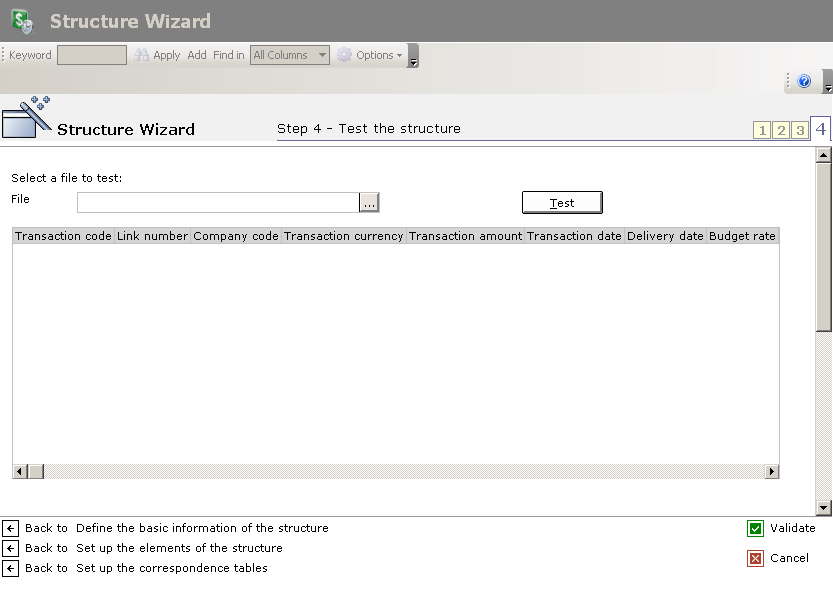 Structure Wizard
Keyword Apply Add Find in All Columns Options
Structure Wizard Step 4 - Test the structure 1 2 3 4
Select a file to test:
File ... Test
Transaction code Link number Company code Transaction currency Transaction amount Transaction date Delivery date Budget rate
Back to Define the basic information of the structure Validate
Back to Set up the elements of the structure
Back to Set up the correspondence tables Cancel